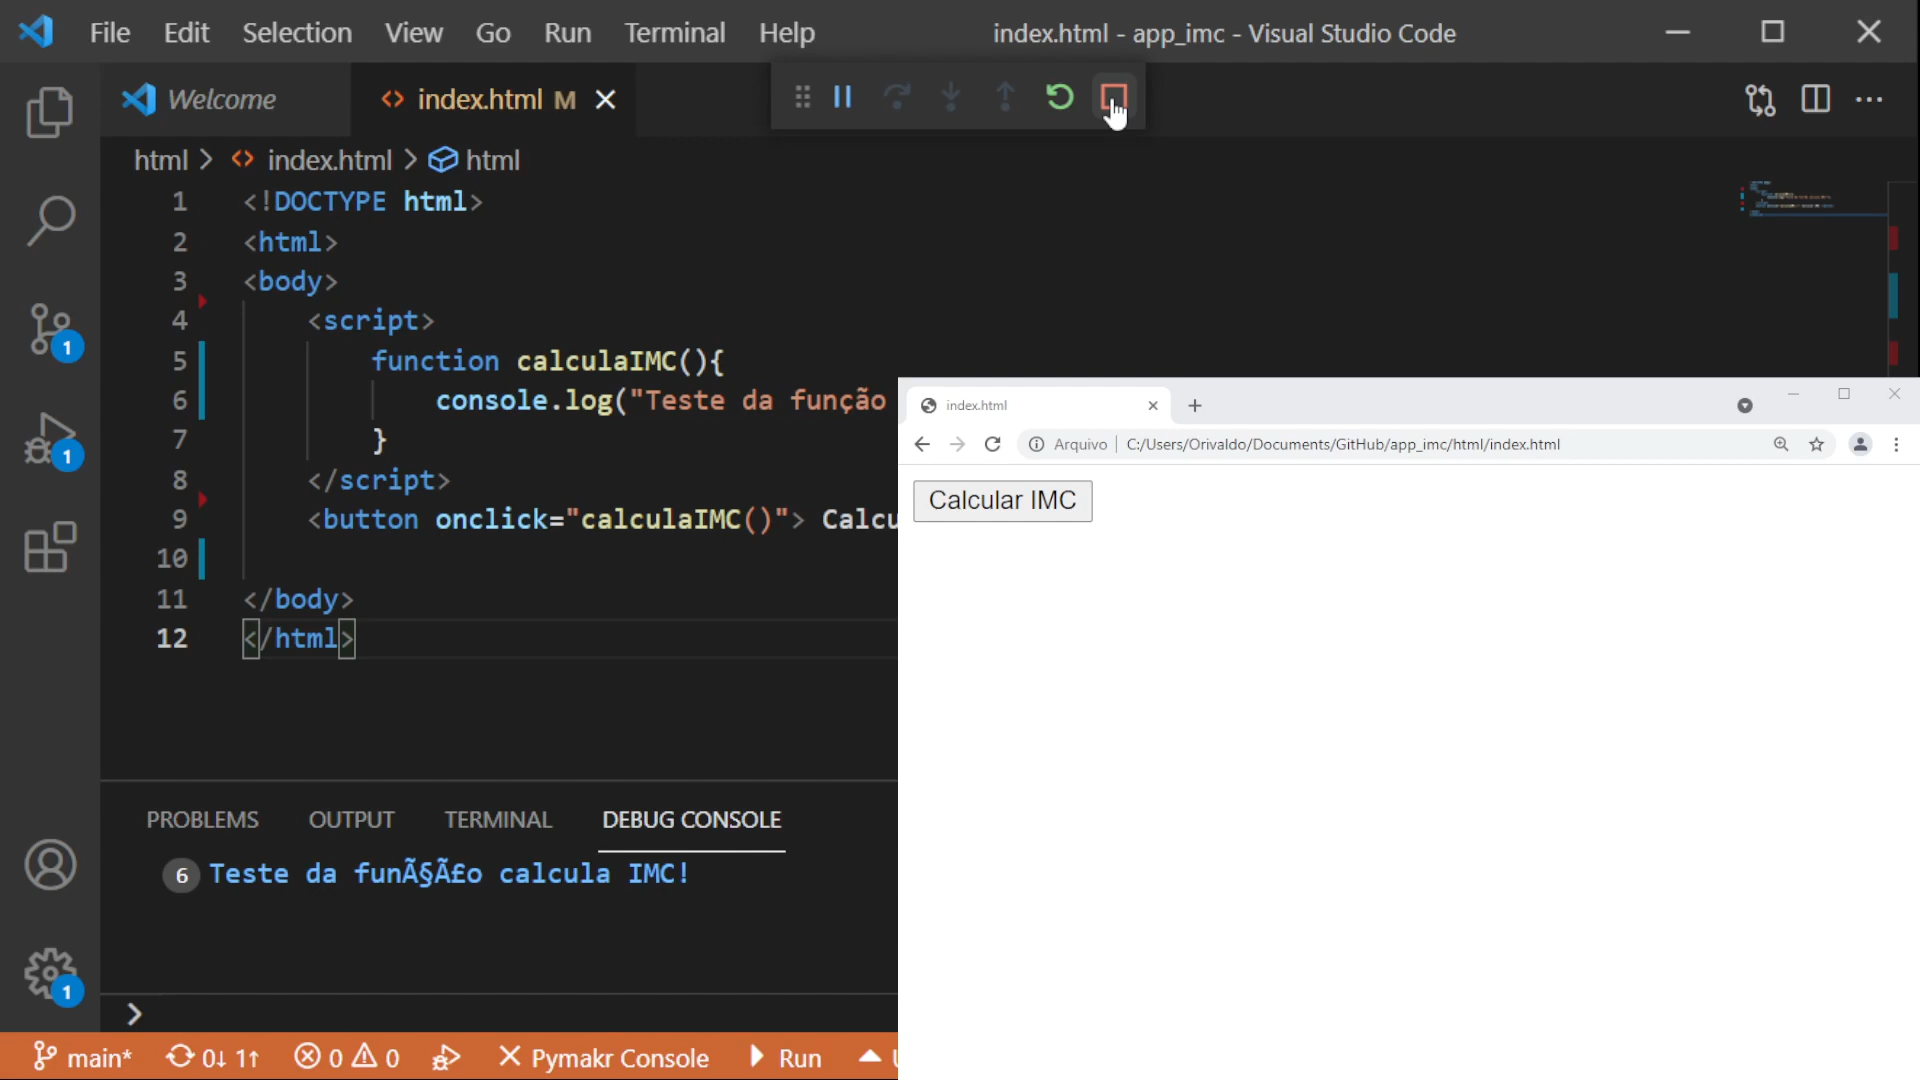 File Edit Selection View Go Run Terminal Help index.html - app_imc - Visual Studio Code
Welcome index.html M
html > index.html > html
1 <!DOCTYPE html>
2 <html>
3 <body>
4 <script>
5 function calculaIMC(){
6 console.log("Teste da função
7 }
8 </script>
9 <button onclick="calculaIMC()"> Calcu
10
11 </body>
12 </html>
index.html
Arquivo C:/Users/Orivaldo/Documents/GitHub/app_imc/html/index.html
Calcular IMC
PROBLEMS OUTPUT TERMINAL DEBUG CONSOLE
6 Teste da funÃ§Ã£o calcula IMC!
1
1
1
main* 0↓ 1↑ 0 0 Pymakr Console Run